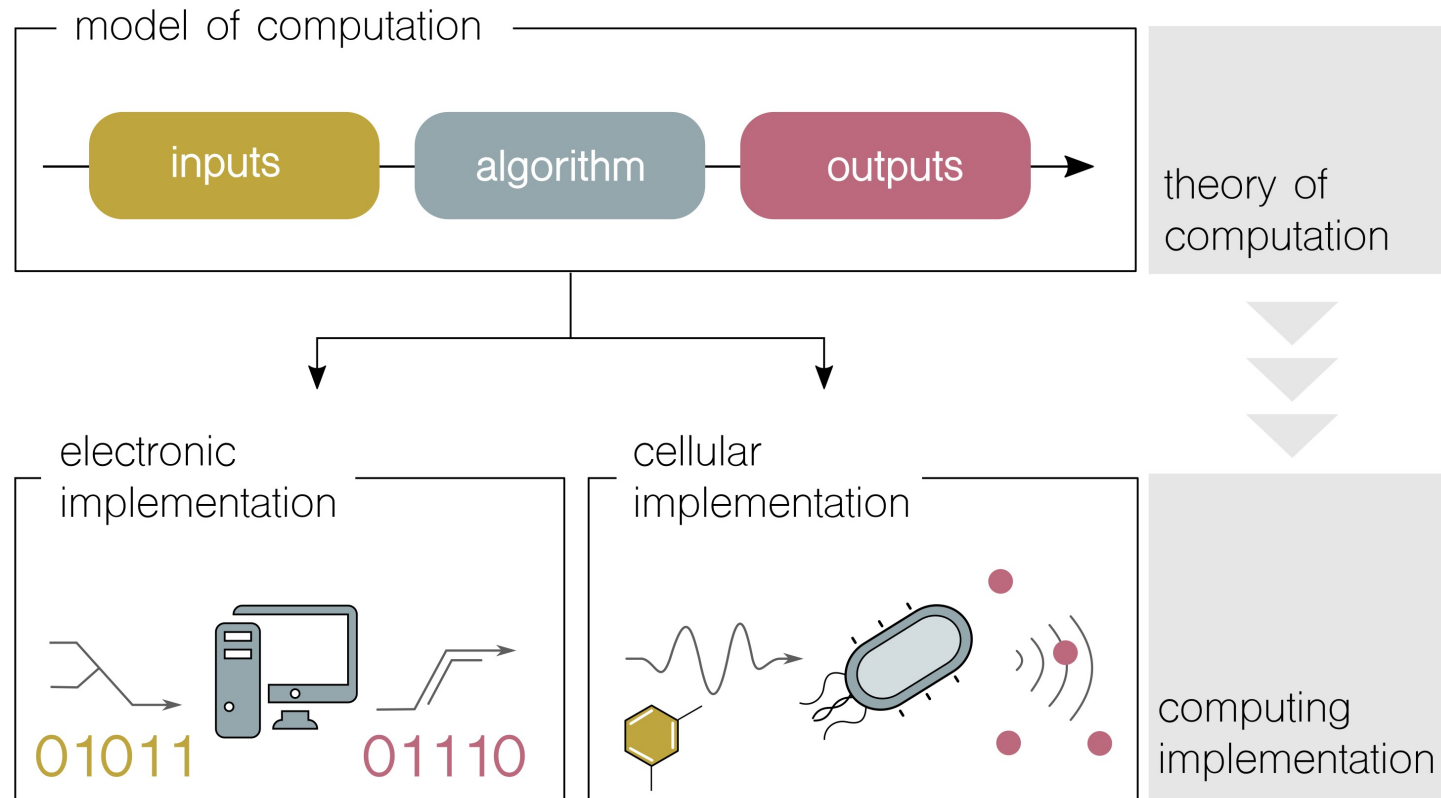 model of computation
inputs
algorithm
outputs
theory of
computation
electronic
implementation
cellular
implementation
01011
01110
computing
implementation